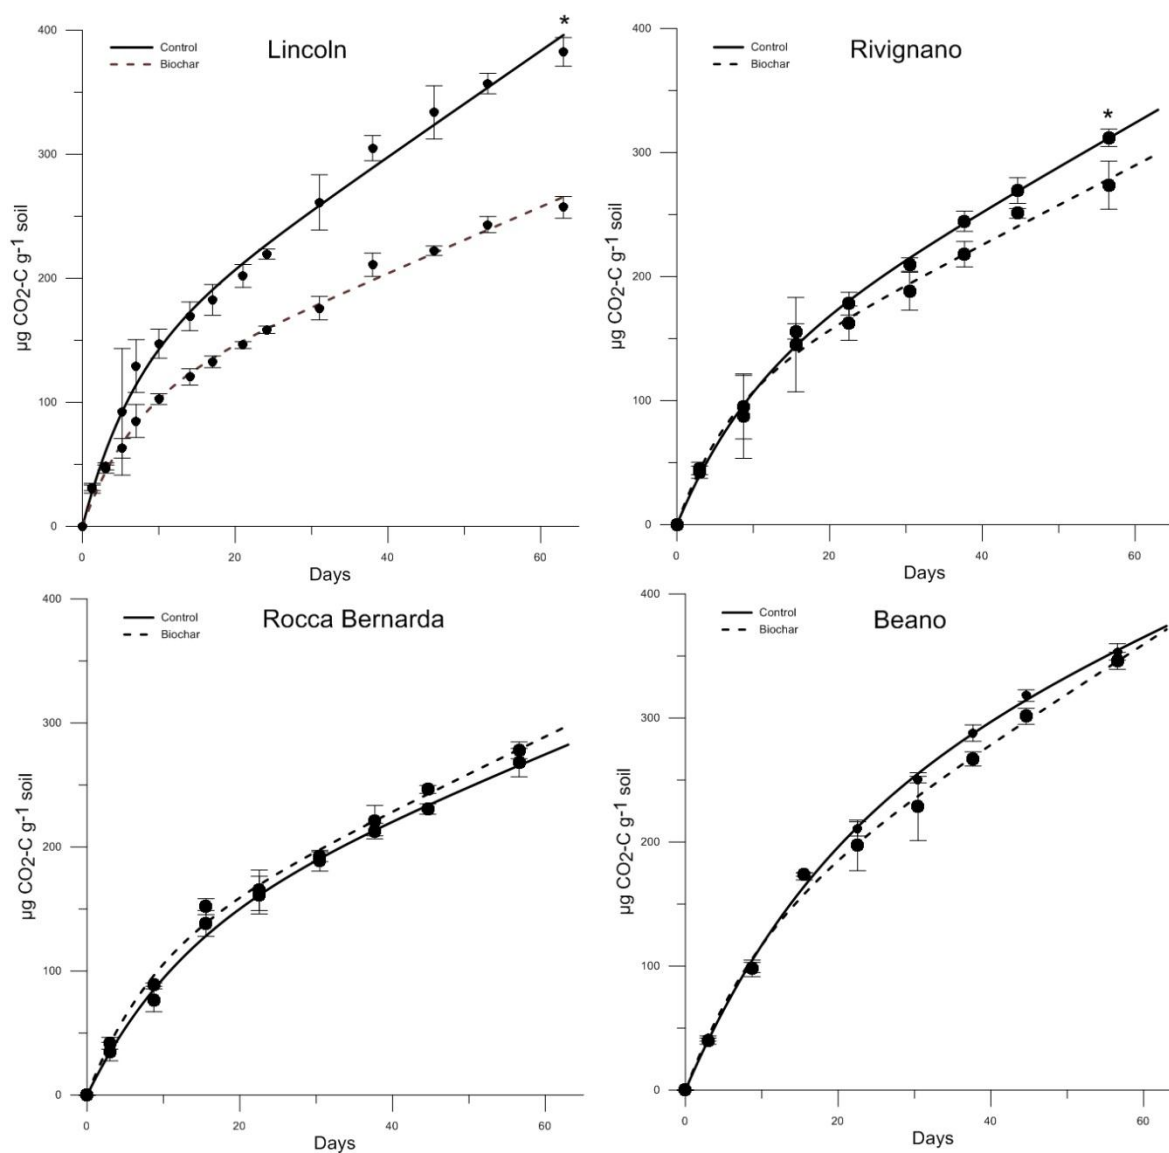 Lincoln
Control
Biochar
*
400
300
200
100
0
µg CO2-C g-1 soil
0 20 40 60
Days
Rivignano
Control
Biochar
*
400
300
200
100
0
µg CO2-C g-1 soil
0 20 40 60
Days
Rocca Bernarda
Control
Biochar
400
300
200
100
0
µg CO2-C g-1 soil
0 20 40 60
Days
Beano
Control
Biochar
400
300
200
100
0
µg CO2-C g-1 soil
0 20 40 60
Days